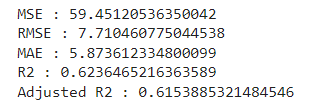 MSE : 59.45120536350042
RMSE : 7.710460775044538
MAE : 5.873612334800099
R2 : 0.6236465216363589
Adjusted R2 : 0.6153885321484546